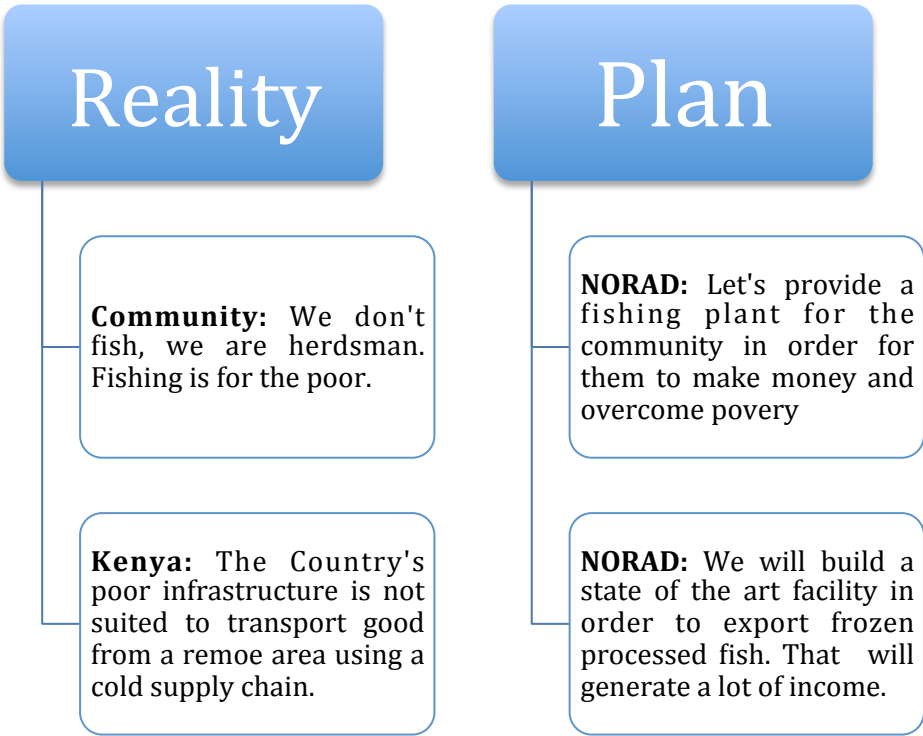 Reality
Community: We don't
fish, we are herdsman.
Fishing is for the poor.
Kenya: The Country's
poor infrastructure is not
suited to transport good
from a remoe area using a
cold supply chain.
Plan
NORAD: Let's provide a
fishing plant for the
community in order for
them to make money and
overcome povery
NORAD: We will build a
state of the art facility in
order to export frozen
processed fish. That will
generate a lot of income.